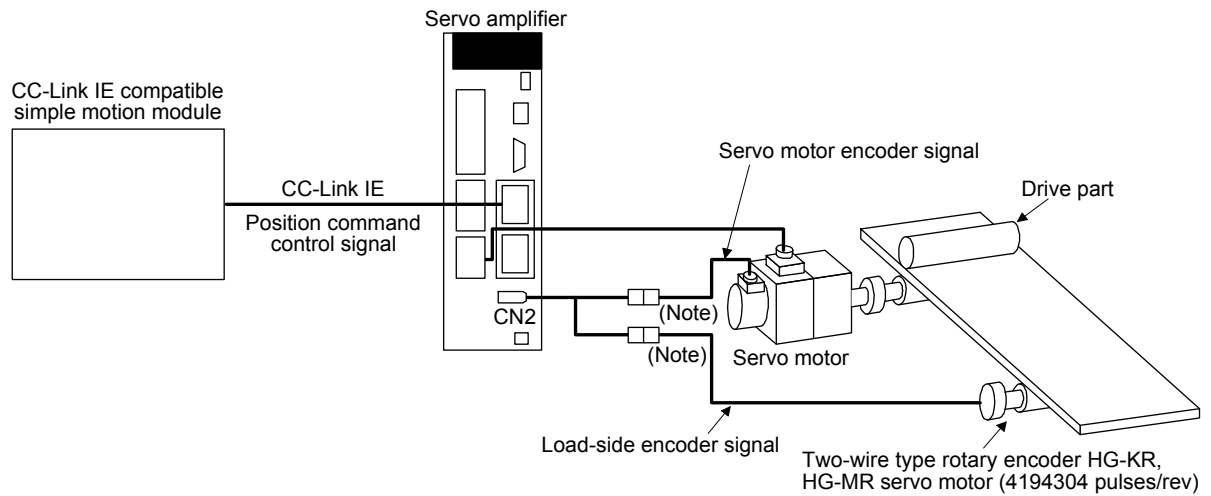 Servo amplifier
CC-Link IE compatible
simple motion module
CC-Link IE
Position command
control signal
Servo motor encoder signal
Drive part
CN2
(Note)
(Note)
Servo motor
Load-side encoder signal
Two-wire type rotary encoder HG-KR,
HG-MR servo motor (4194304 pulses/rev)